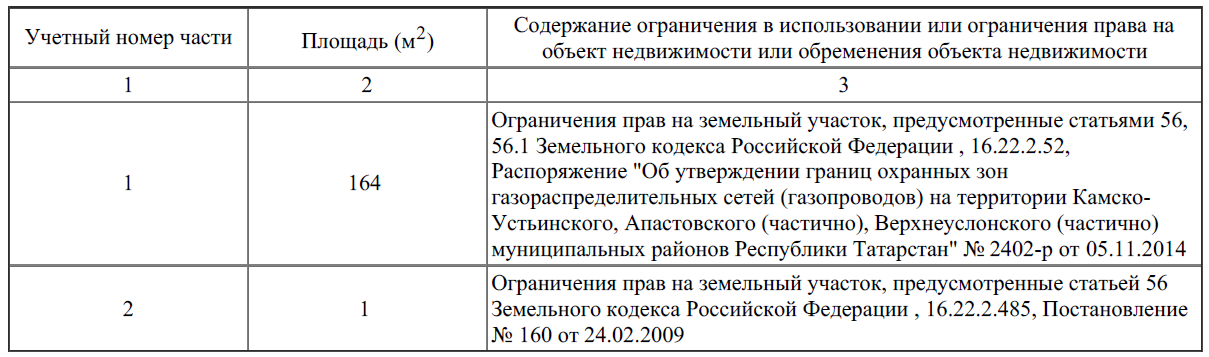 Учетный номер части
Площадь (м2)
Содержание ограничения в использовании или ограничения права на
объект недвижимости или обременения объекта недвижимости
1
2
3
1
164
Ограничения прав на земельный участок, предусмотренные статьями 56,
56.1 Земельного кодекса Российской Федерации , 16.22.2.52,
Распоряжение "Об утверждении границ охранных зон
газораспределительных сетей (газопроводов) на территории Камско-
Устьинского, Апастовского (частично), Верхнеуслонского (частично)
муниципальных районов Республики Татарстан" № 2402-р от 05.11.2014
2
1
Ограничения прав на земельный участок, предусмотренные статьей 56
Земельного кодекса Российской Федерации , 16.22.2.485, Постановление
№ 160 от 24.02.2009